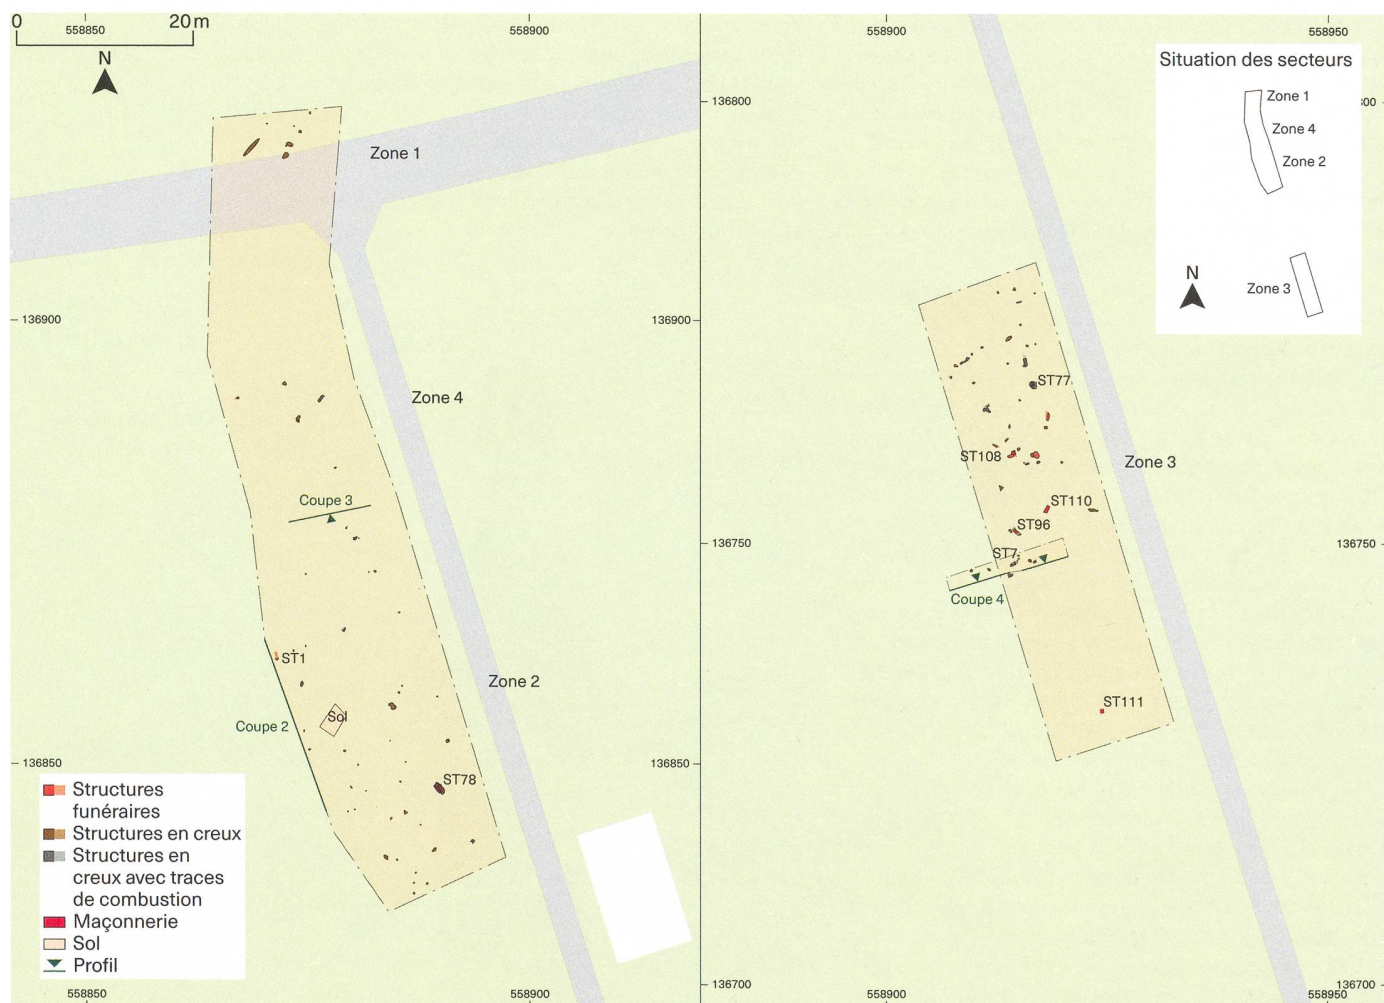 0
20 m
558850
558900
558900
558950
N
Situation des secteurs
Zone 1
Zone 4
Zone 2
N
Zone 3
136800
800
Zone 1
136900
136900
Zone 4
ST77
ST108
Zone 3
Coupe 3
ST110
ST96
136750
136750
ST7
Coupe 4
ST1
Zone 2
Coupe 2
Sol
ST111
136850
136850
ST78
Structures
funéraires
Structures en creux
Structures en
creux avec traces
de combustion
Maçonnerie
Sol
Profil
136700
136700
558850
558900
558900
558950